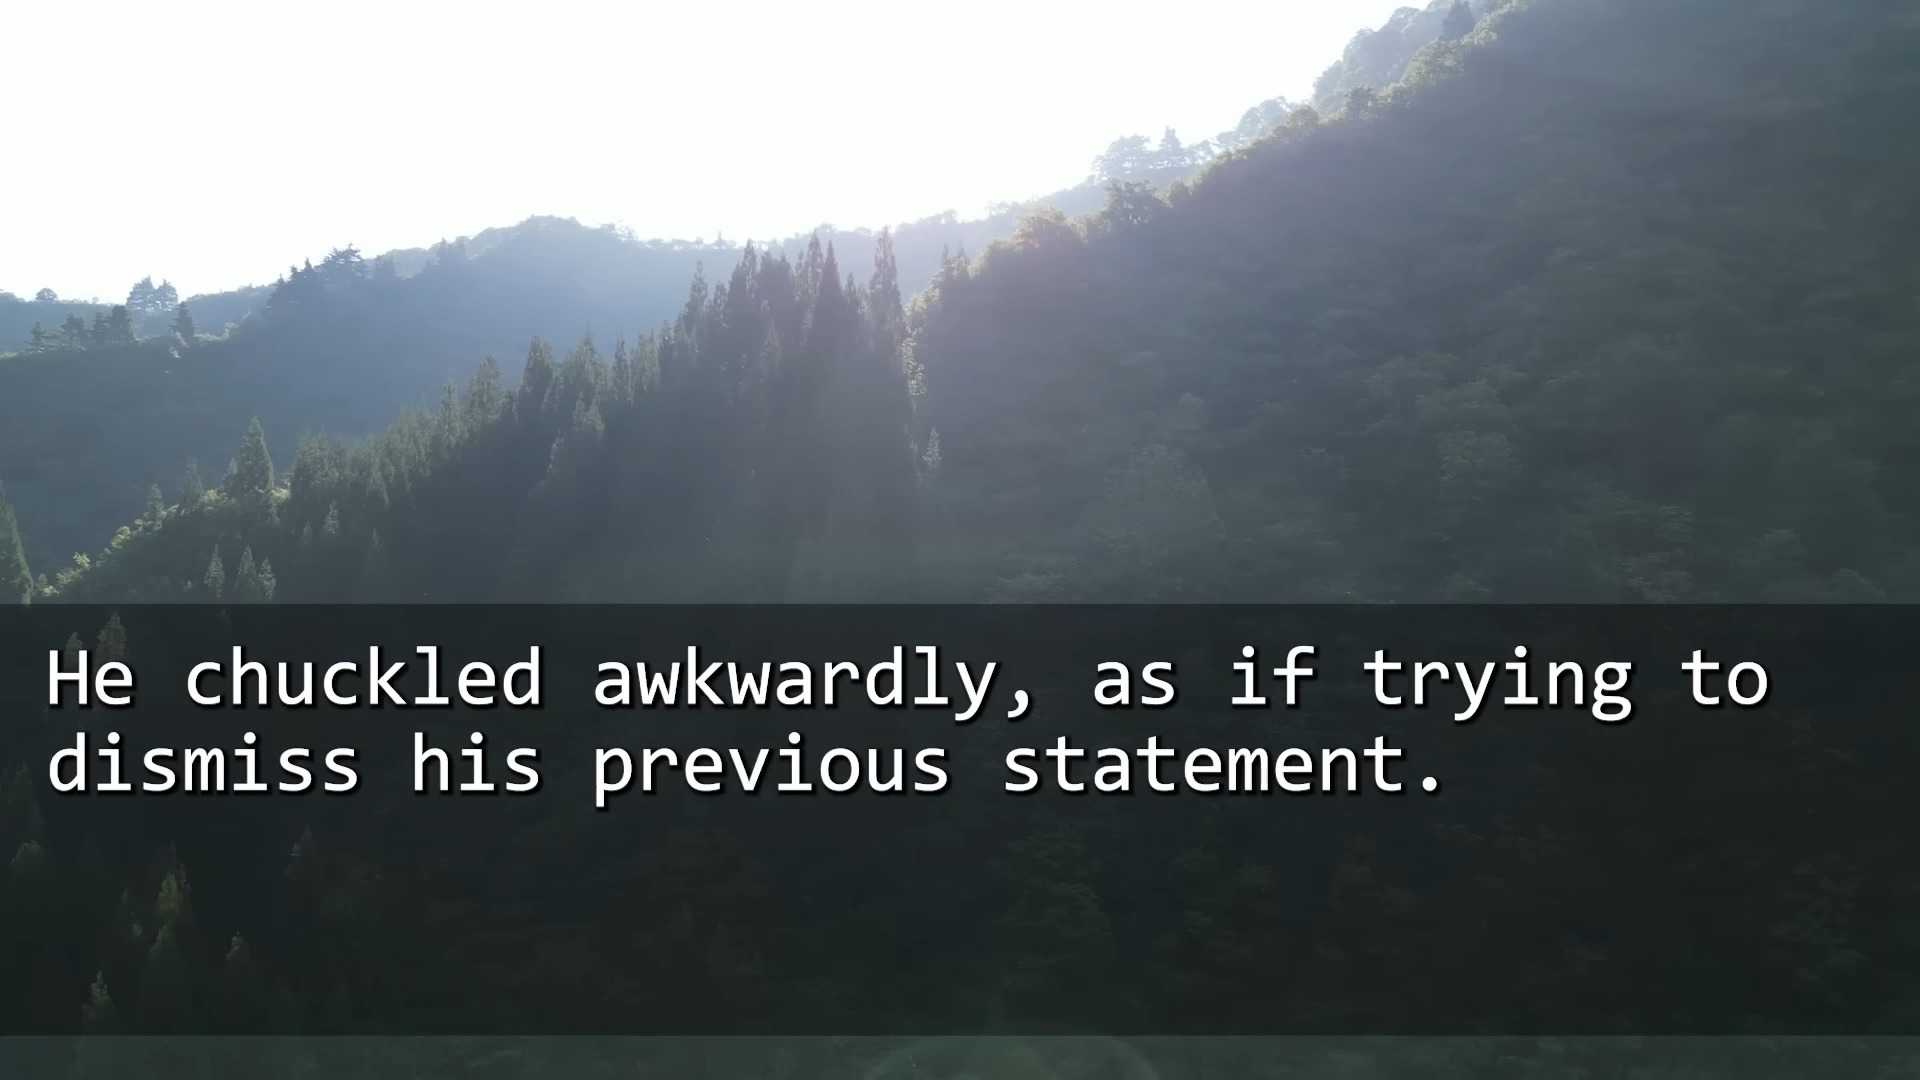 He chuckled awkwardly, as if trying to
dismiss his previous statement.